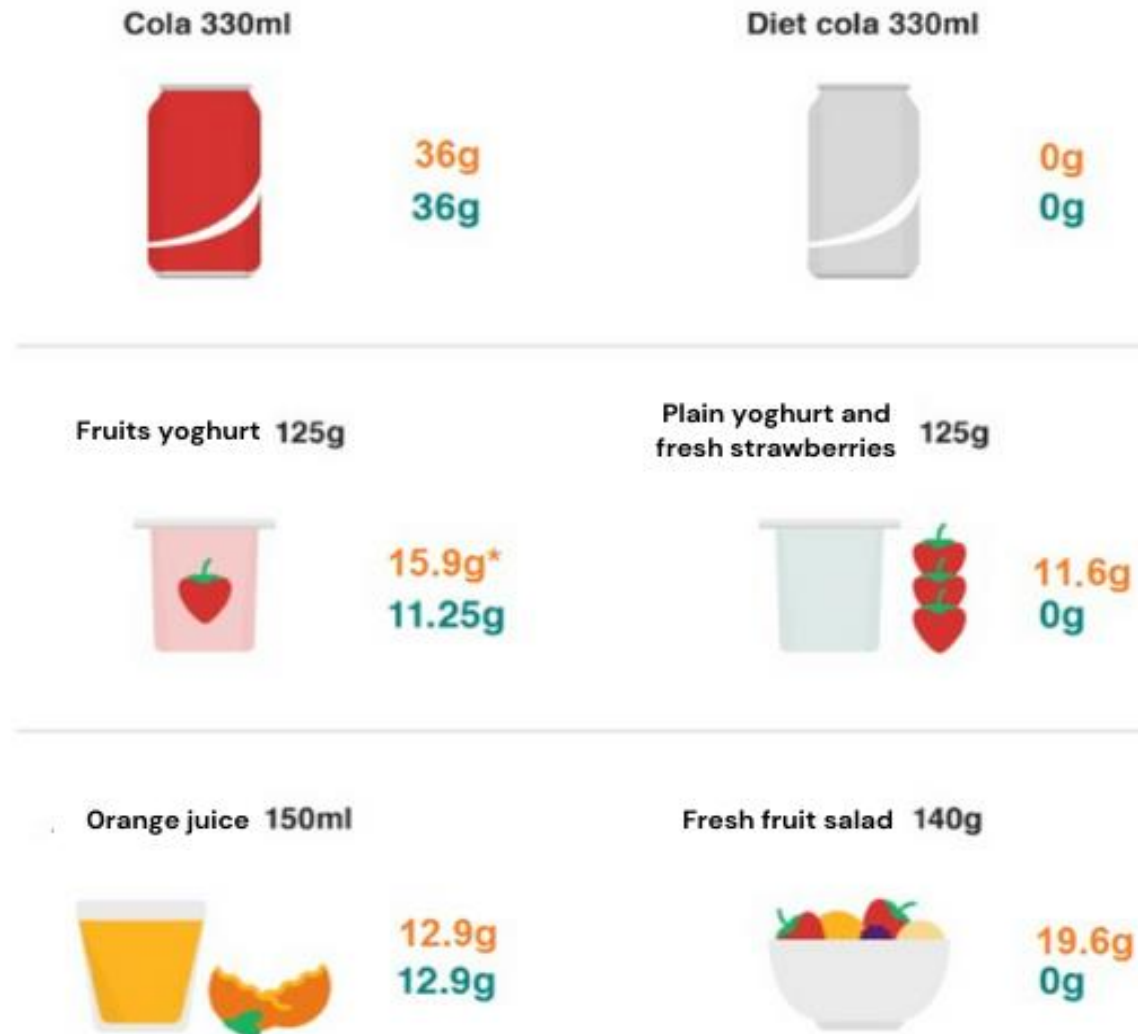 Cola 330ml
Diet cola 330ml
36g
36g
0g
0g
Fruits yoghurt 125g
Plain yoghurt and
fresh strawberries 125g
15.9g*
11.25g
11.6g
0g
Orange juice 150ml
Fresh fruit salad 140g
12.9g
12.9g
19.6g
0g